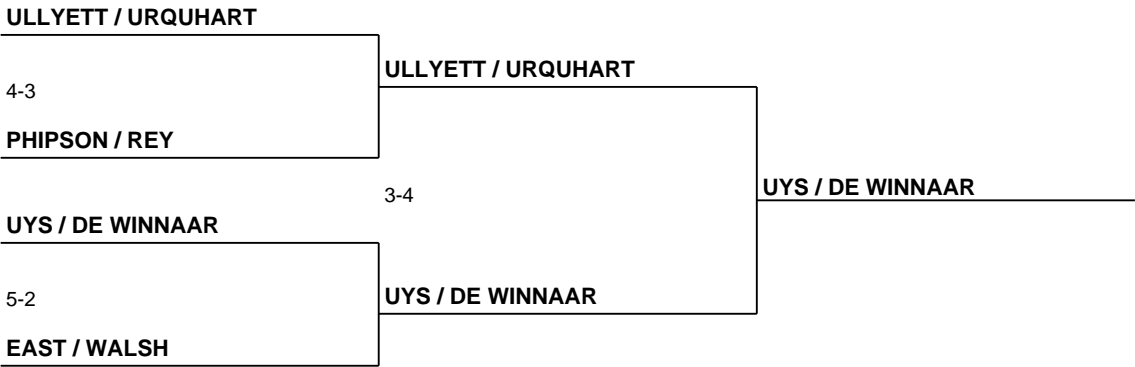 ULLYETT / URQUHART
4-3
PHIPSON / REY
ULLYETT / URQUHART
3-4
UYS / DE WINNAAR
5-2
EAST / WALSH
UYS / DE WINNAAR
UYS / DE WINNAAR